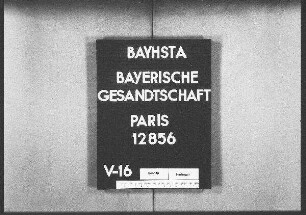 BAYHSTA
BAYERISCHE
GESANDTSCHAFT
PARIS
12856
V-16